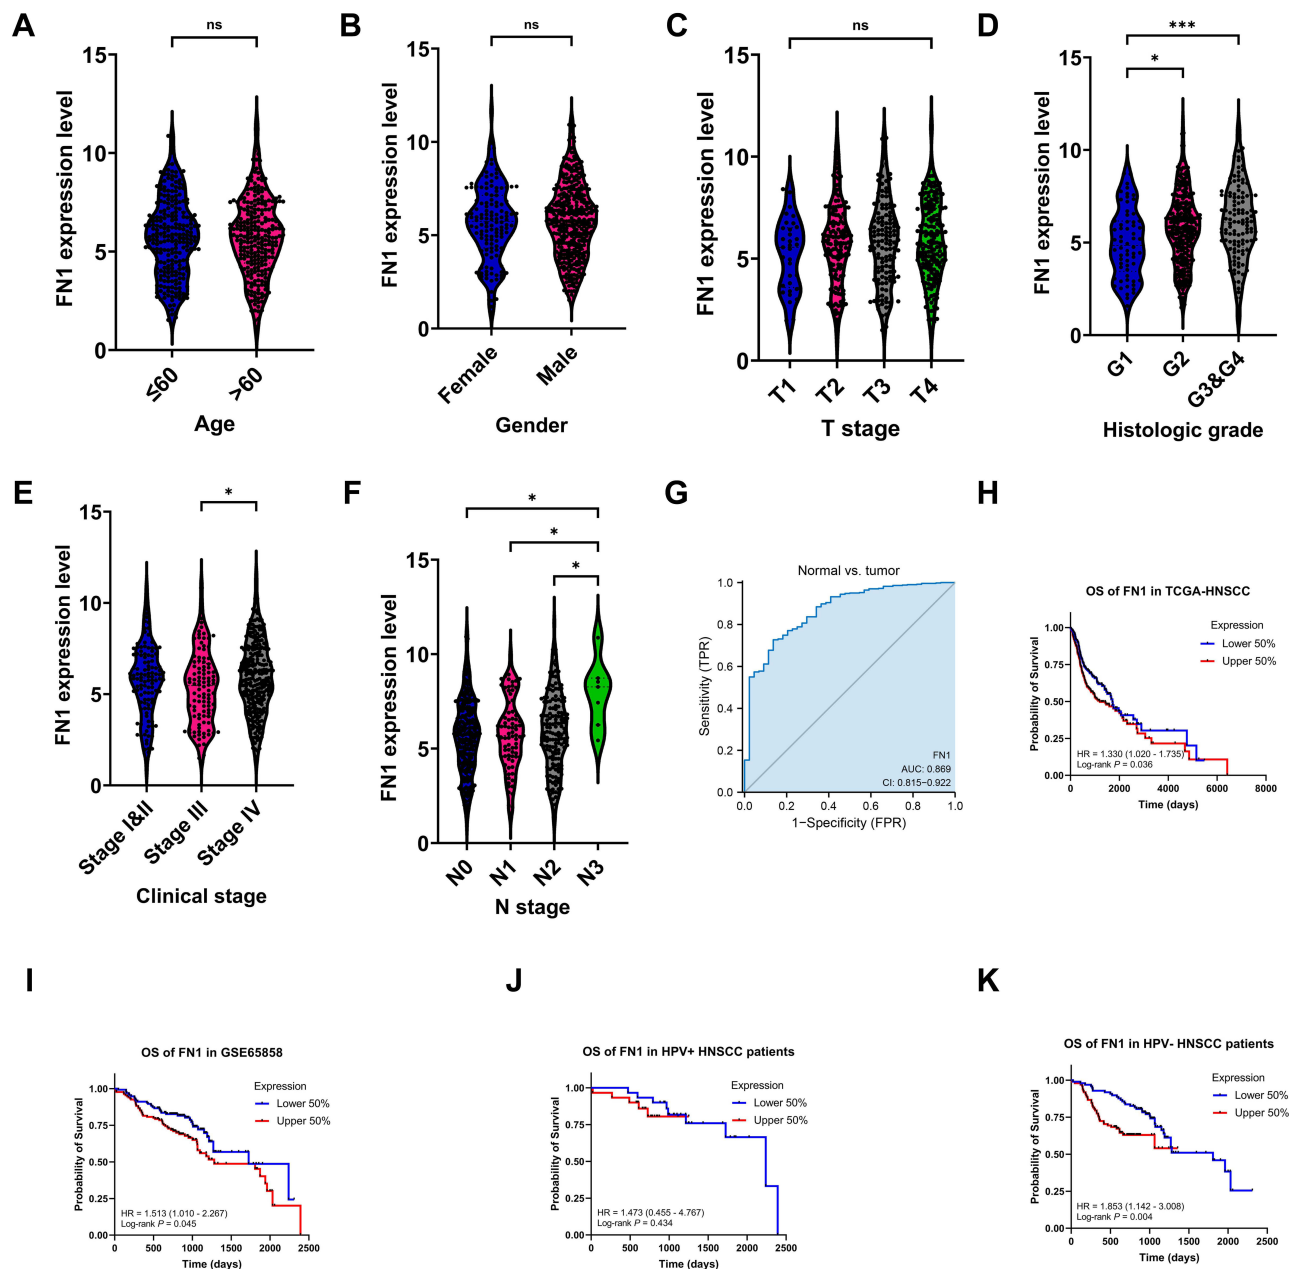 A
ns
FN1 expression level
15
10
5
0
≤60
>60
Age
B
ns
FN1 expression level
15
10
5
0
Female
Male
Gender
C
ns
FN1 expression level
15
10
5
0
T1
T2
T3
T4
T stage
D
***
*
FN1 expression level
15
10
5
0
G1
G2
G3&G4
Histologic grade
E
*
FN1 expression level
15
10
5
0
Stage I&II
Stage III
Stage IV
Clinical stage
F
*
*
*
FN1 expression level
15
10
5
0
N0
N1
N2
N3
N stage
G
Normal vs. tumor
Sensitivity (TPR)
1.0
0.8
0.6
0.4
0.2
0.0
FN1
AUC: 0.869
CI: 0.815−0.922
0.0
0.2
0.4
0.6
0.8
1.0
1−Specificity (FPR)
H
OS of FN1 in TCGA-HNSCC
Expression
Lower 50%
Upper 50%
Probability of Survival
1.00
0.75
0.50
0.25
0.00
HR = 1.330 (1.020 - 1.735)
Log-rank P = 0.036
0
2000
4000
6000
8000
Time (days)
I
OS of FN1 in GSE65858
Expression
Lower 50%
Upper 50%
Probability of Survival
1.00
0.75
0.50
0.25
0.00
HR = 1.513 (1.010 - 2.267)
Log-rank P = 0.045
0
500
1000
1500
2000
2500
Time (days)
J
OS of FN1 in HPV+ HNSCC patients
Expression
Lower 50%
Upper 50%
Probability of Survival
1.00
0.75
0.50
0.25
0.00
HR = 1.473 (0.455 - 4.767)
Log-rank P = 0.434
0
500
1000
1500
2000
2500
Time (days)
K
OS of FN1 in HPV- HNSCC patients
Expression
Lower 50%
Upper 50%
Probability of Survival
1.00
0.75
0.50
0.25
0.00
HR = 1.853 (1.142 - 3.008)
Log-rank P = 0.004
0
500
1000
1500
2000
2500
Time (days)